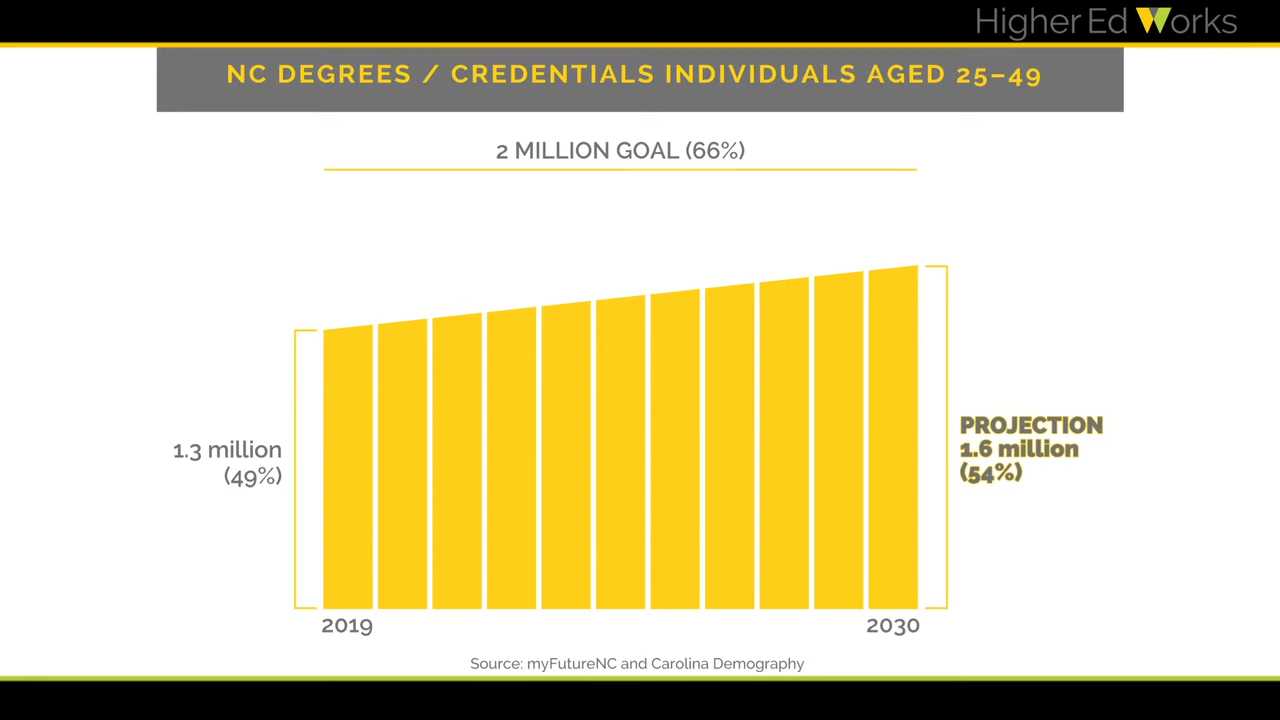 Higher Ed Works
NC DEGREES / CREDENTIALS INDIVIDUALS AGED 25–49
2 MILLION GOAL (66%)
1.3 million
(49%)
PROJECTION
1.6 million
(54%)
2019
2030
Source: myFutureNC and Carolina Demography